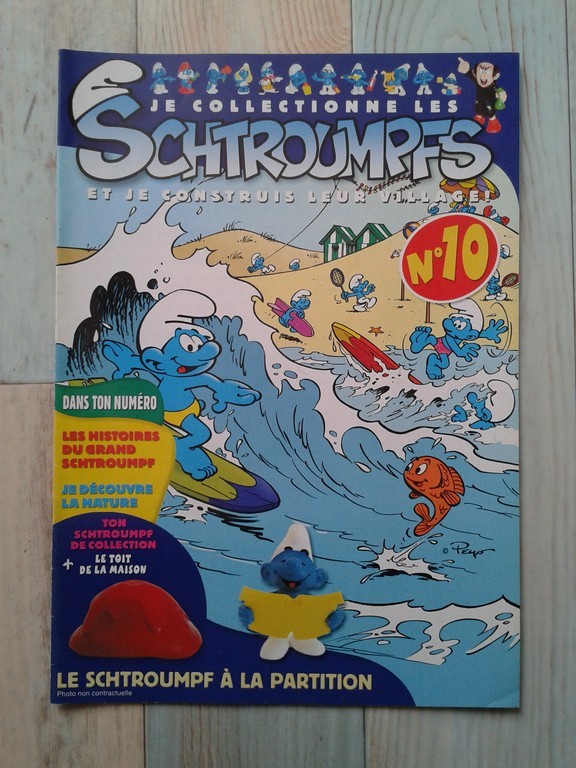 JE COLLECTIONNE LES
SCHTROUMPFS
ET JE CONSTRUIS LEUR VILLAGE!
N°10
DANS TON NUMÉRO
LES HISTOIRES
DU GRAND
SCHTROUMPF
JE DÉCOUVRE
LA NATURE
TON
SCHTROUMPF
DE COLLECTION
+ LE TOIT
DE LA MAISON
© Peyo
LE SCHTROUMPF À LA PARTITION
Photo non contractuelle